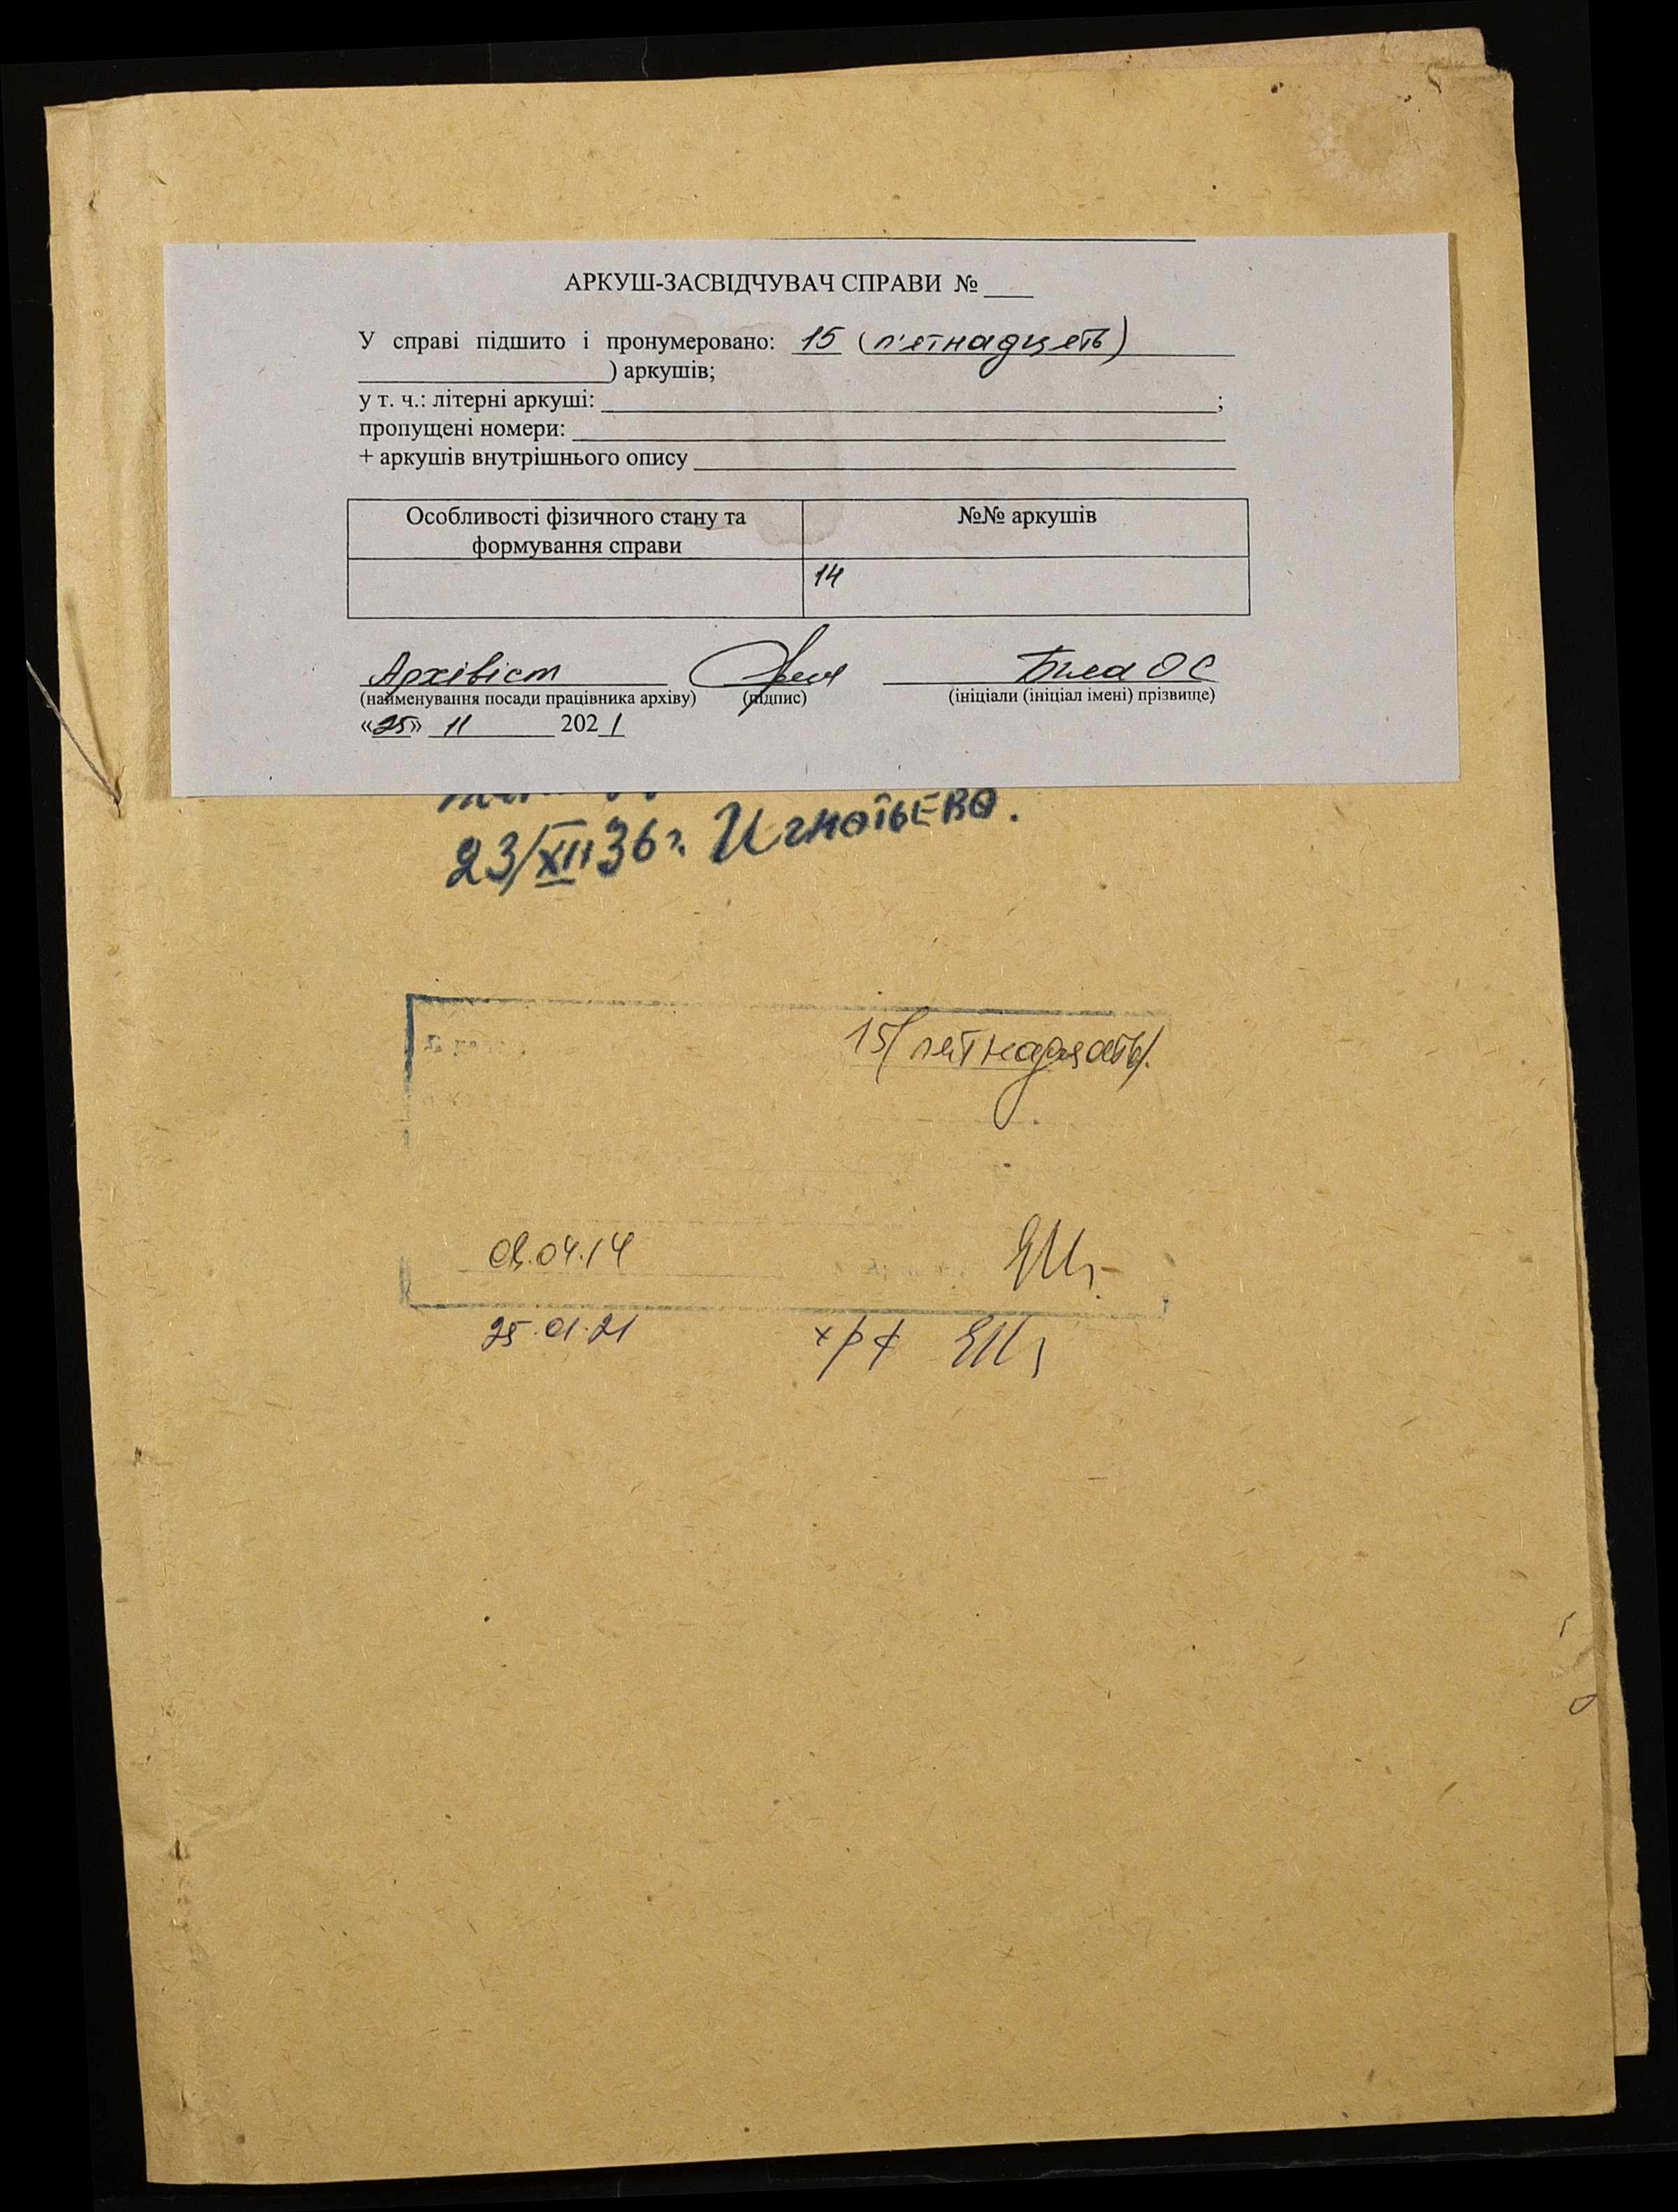 АРКУШ-ЗАСВІДЧУВАЧ СПРАВИ № ____
У справі підшито і пронумеровано: 15 (п'ятнадцять)
) аркушів;
у т. ч.: літерні аркуші: ;
пропущені номери:
+ аркушів внутрішнього опису
Особливості фізичного стану та формування справи
№№ аркушів
14
Архівіст Біла О С
(найменування посади працівника архіву) (підпис) (ініціали (ініціал імені) прізвище)
«25» 11 2021
23/XII 36 г. Игнатьева.
15 (пятнадцать).
04.14
25.01.21